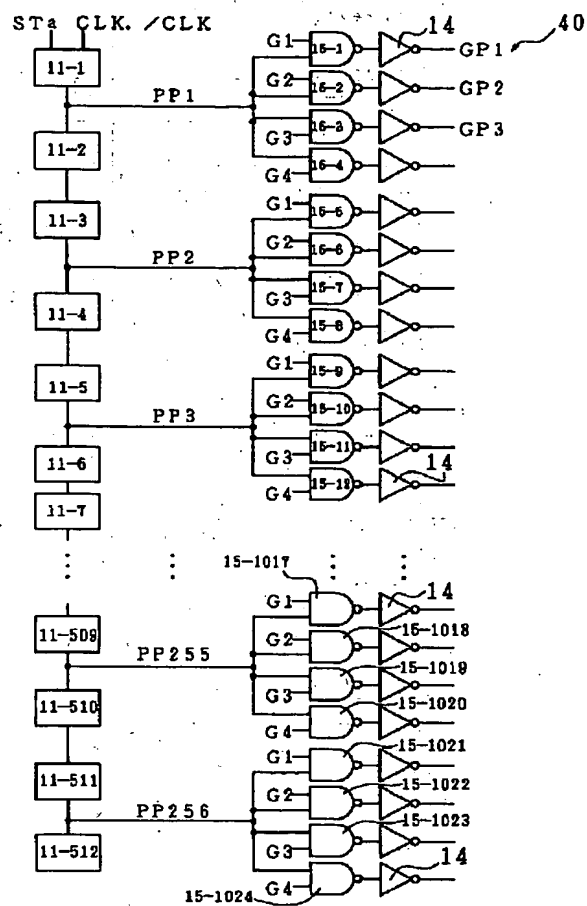 STa CLK. /CLK
11-1
G1 15-1 14 GP1 40
PP1 G2 15-2 GP2
11-2 G3 15-3 GP3
G4 15-4
11-3 G1 15-5
PP2 G2 15-6
G3 15-7
11-4 G4 15-8
11-5 G1 15-9
PP3 G2 15-10
11-6 G3 15-11
11-7 G4 15-12 14
15-1017
11-509 G1 14
PP255 G2 15-1018
11-510 G3 15-1019
G4 15-1020
11-511 G1 15-1021
PP256 G2 15-1022
11-512 G3 15-1023
G4 15-1024 14